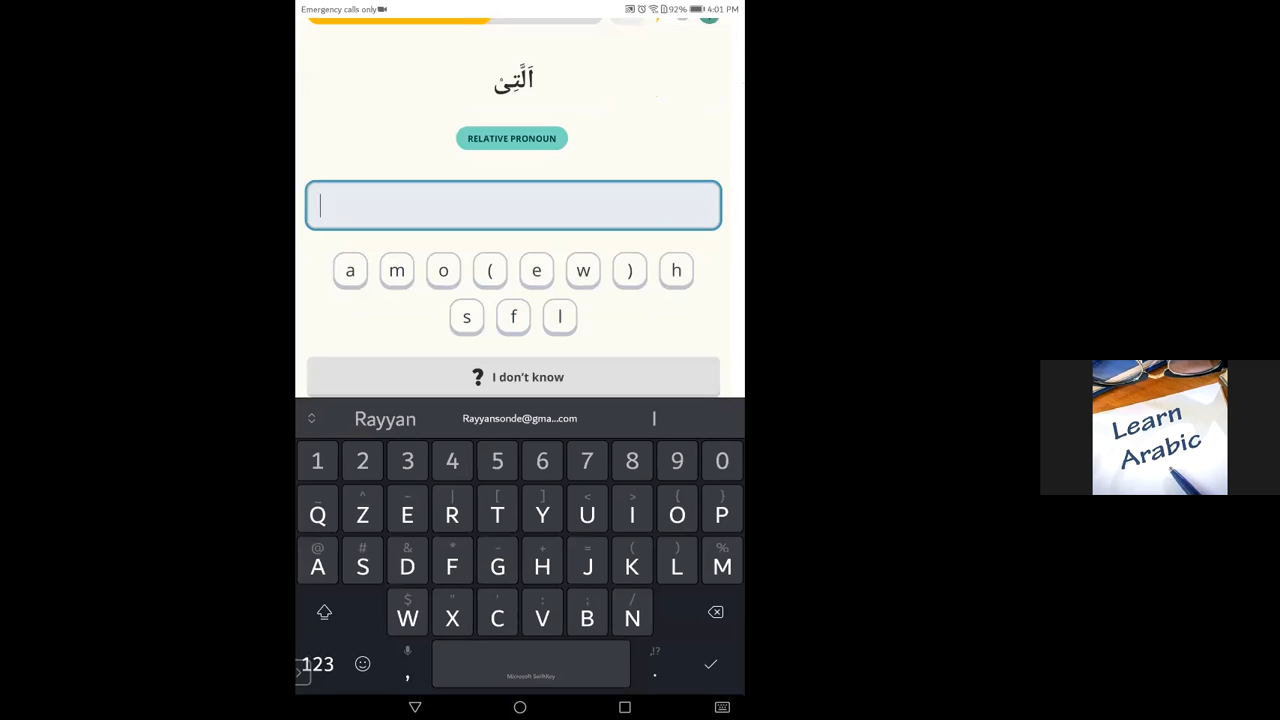 Emergency calls only 92% 4:01 PM
اَلَّتِىْ
RELATIVE PRONOUN
a m o ( e w ) h
s f l
? I don't know
Rayyan Rayyansonde@gma...com |
1 2 3 4 5 6 7 8 9 0
_ ^ ~ | [ ] < > { }
Q Z E R T Y U I O P
@ # & * - + = ( ) %
A S D F G H J K L M
$ " ' : ; /
W X C V B N
,!?
123 , Microsoft SwiftKey .
Learn
Arabic